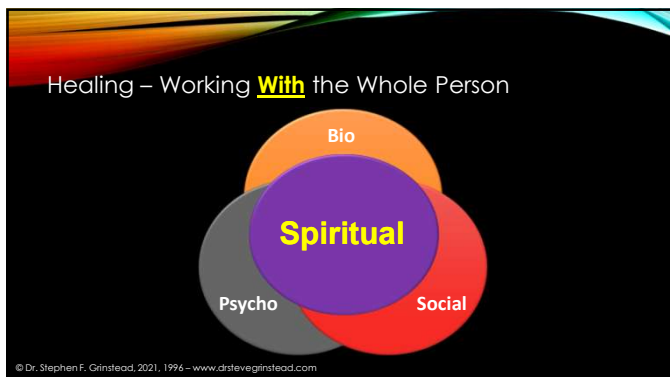 Healing – Working With the Whole Person
Bio
Spiritual
Psycho
Social
© Dr. Stephen F. Grinstead, 2021, 1996 – www.drstevegrinstead.com